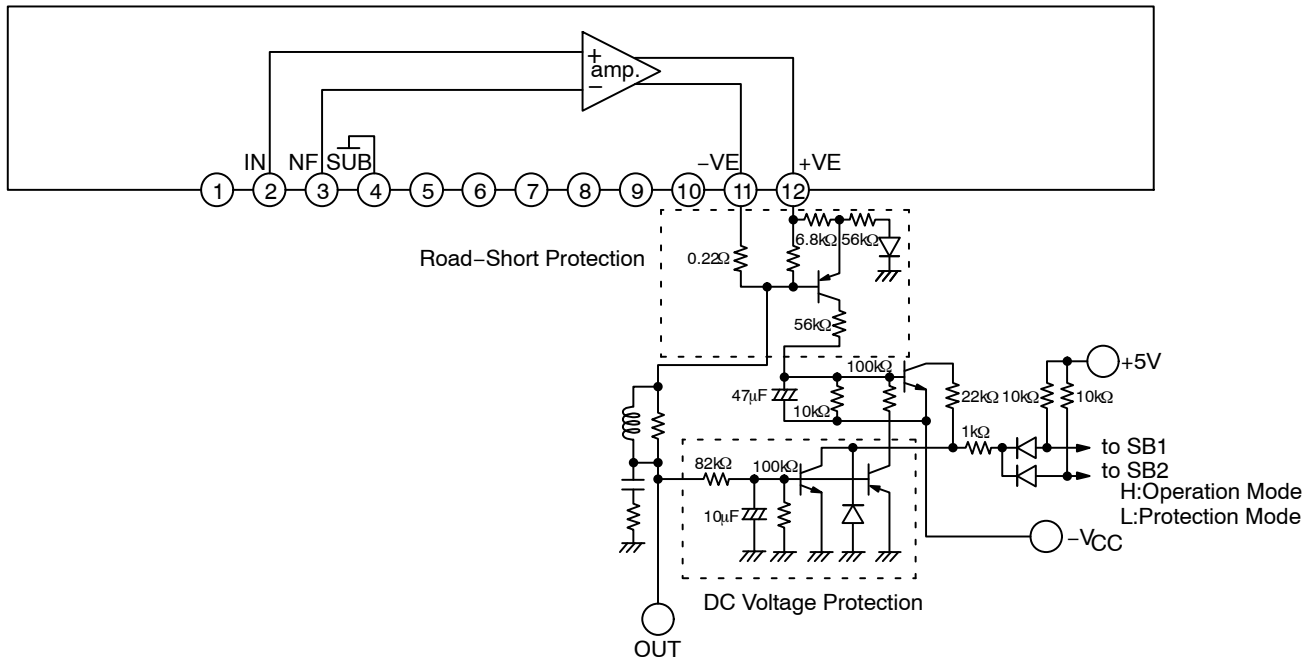 +
amp.
−
IN NF SUB −VE +VE
1 2 3 4 5 6 7 8 9 10 11 12
Road−Short Protection
0.22Ω
6.8kΩ 56kΩ
56kΩ
100kΩ
+5V
47µF
10kΩ
22kΩ 10kΩ 10kΩ
1kΩ
to SB1
to SB2
82kΩ 100kΩ
H:Operation Mode
L:Protection Mode
10µF
−VCC
DC Voltage Protection
OUT